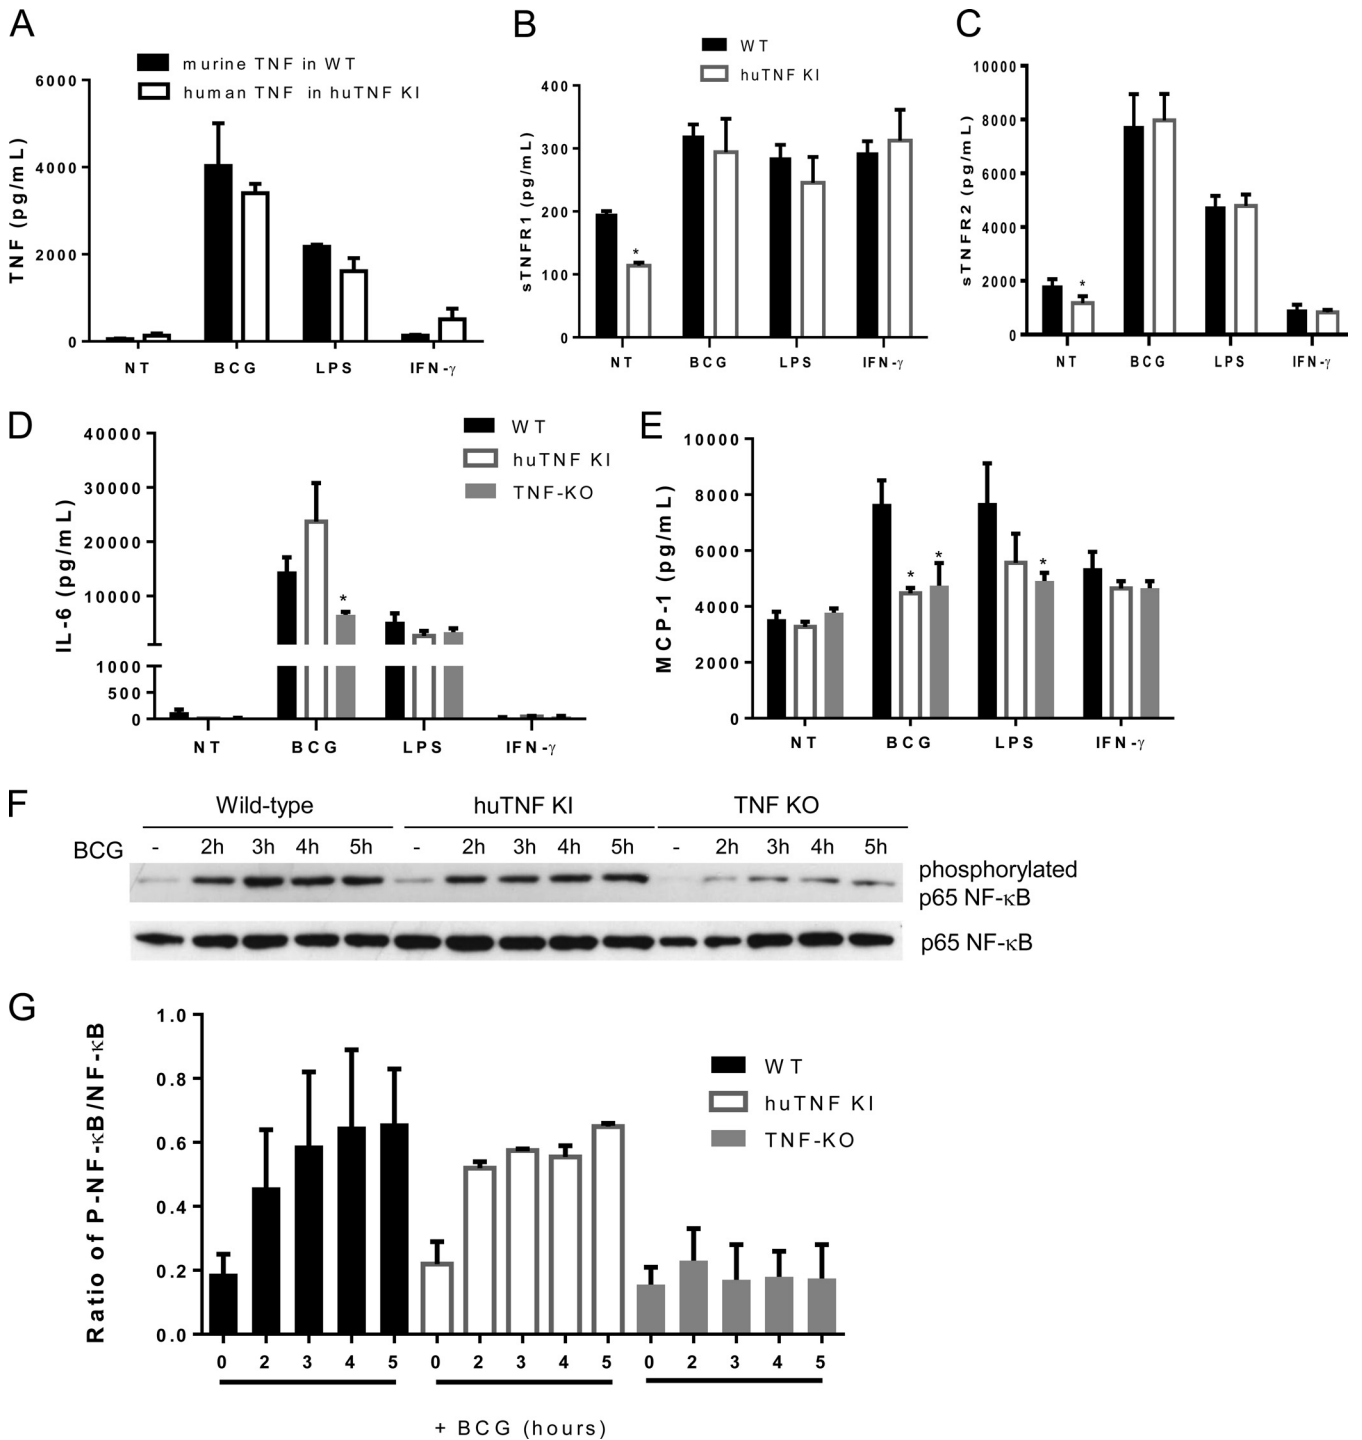 A
murine TNF in WT
human TNF in huTNF KI
TNF (pg/mL)
6000
4000
2000
0
NT BCG LPS IFN-γ
B
WT
huTNF KI
sTNFR1 (pg/mL)
400
300
200
100
0
*
NT BCG LPS IFN-γ
C
sTNFR2 (pg/mL)
10000
8000
6000
4000
2000
0
*
NT BCG LPS IFN-γ
D
WT
huTNF KI
TNF-KO
IL-6 (pg/mL)
40000
30000
20000
10000
1000
500
0
*
NT BCG LPS IFN-γ
E
MCP-1 (pg/mL)
10000
8000
6000
4000
2000
0
* * *
NT BCG LPS IFN-γ
F
Wild-type huTNF KI TNF KO
BCG - 2h 3h 4h 5h - 2h 3h 4h 5h - 2h 3h 4h 5h
phosphorylated
p65 NF-κB
p65 NF-κB
G
Ratio of P-NF-κB/NF-κB
1.0
0.8
0.6
0.4
0.2
0.0
WT
huTNF KI
TNF-KO
0 2 3 4 5 0 2 3 4 5 0 2 3 4 5
+ BCG (hours)